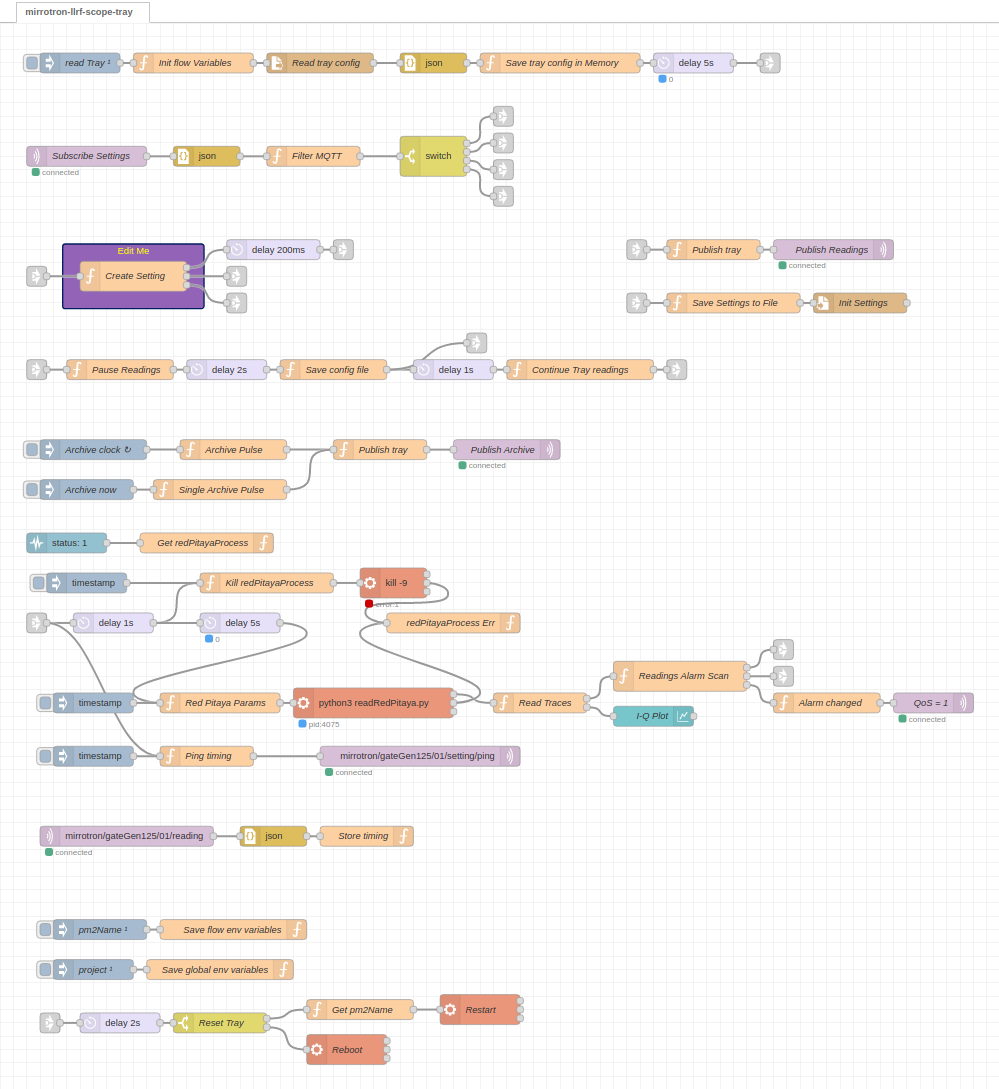 mirrotron-llrf-scope-tray
read Tray ¹
Init flow Variables
Read tray config
json
Save tray config in Memory
delay 5s
0
Subscribe Settings
json
Filter MQTT
switch
connected
Edit Me
Create Setting
delay 200ms
Publish tray
Publish Readings
connected
Save Settings to File
Init Settings
Pause Readings
delay 2s
Save config file
delay 1s
Continue Tray readings
Archive clock ↻
Archive Pulse
Publish tray
Publish Archive
connected
Archive now
Single Archive Pulse
status: 1
Get redPitayaProcess
timestamp
Kill redPitayaProcess
kill -9
error:1
delay 1s
delay 5s
redPitayaProcess Err
0
Readings Alarm Scan
timestamp
Red Pitaya Params
python3 readRedPitaya.py
Read Traces
Alarm changed
QoS = 1
I-Q Plot
pid:4075
connected
timestamp
Ping timing
mirrotron/gateGen125/01/setting/ping
connected
mirrotron/gateGen125/01/reading
json
Store timing
connected
pm2Name ¹
Save flow env variables
project ¹
Save global env variables
delay 2s
Reset Tray
Get pm2Name
Restart
Reboot